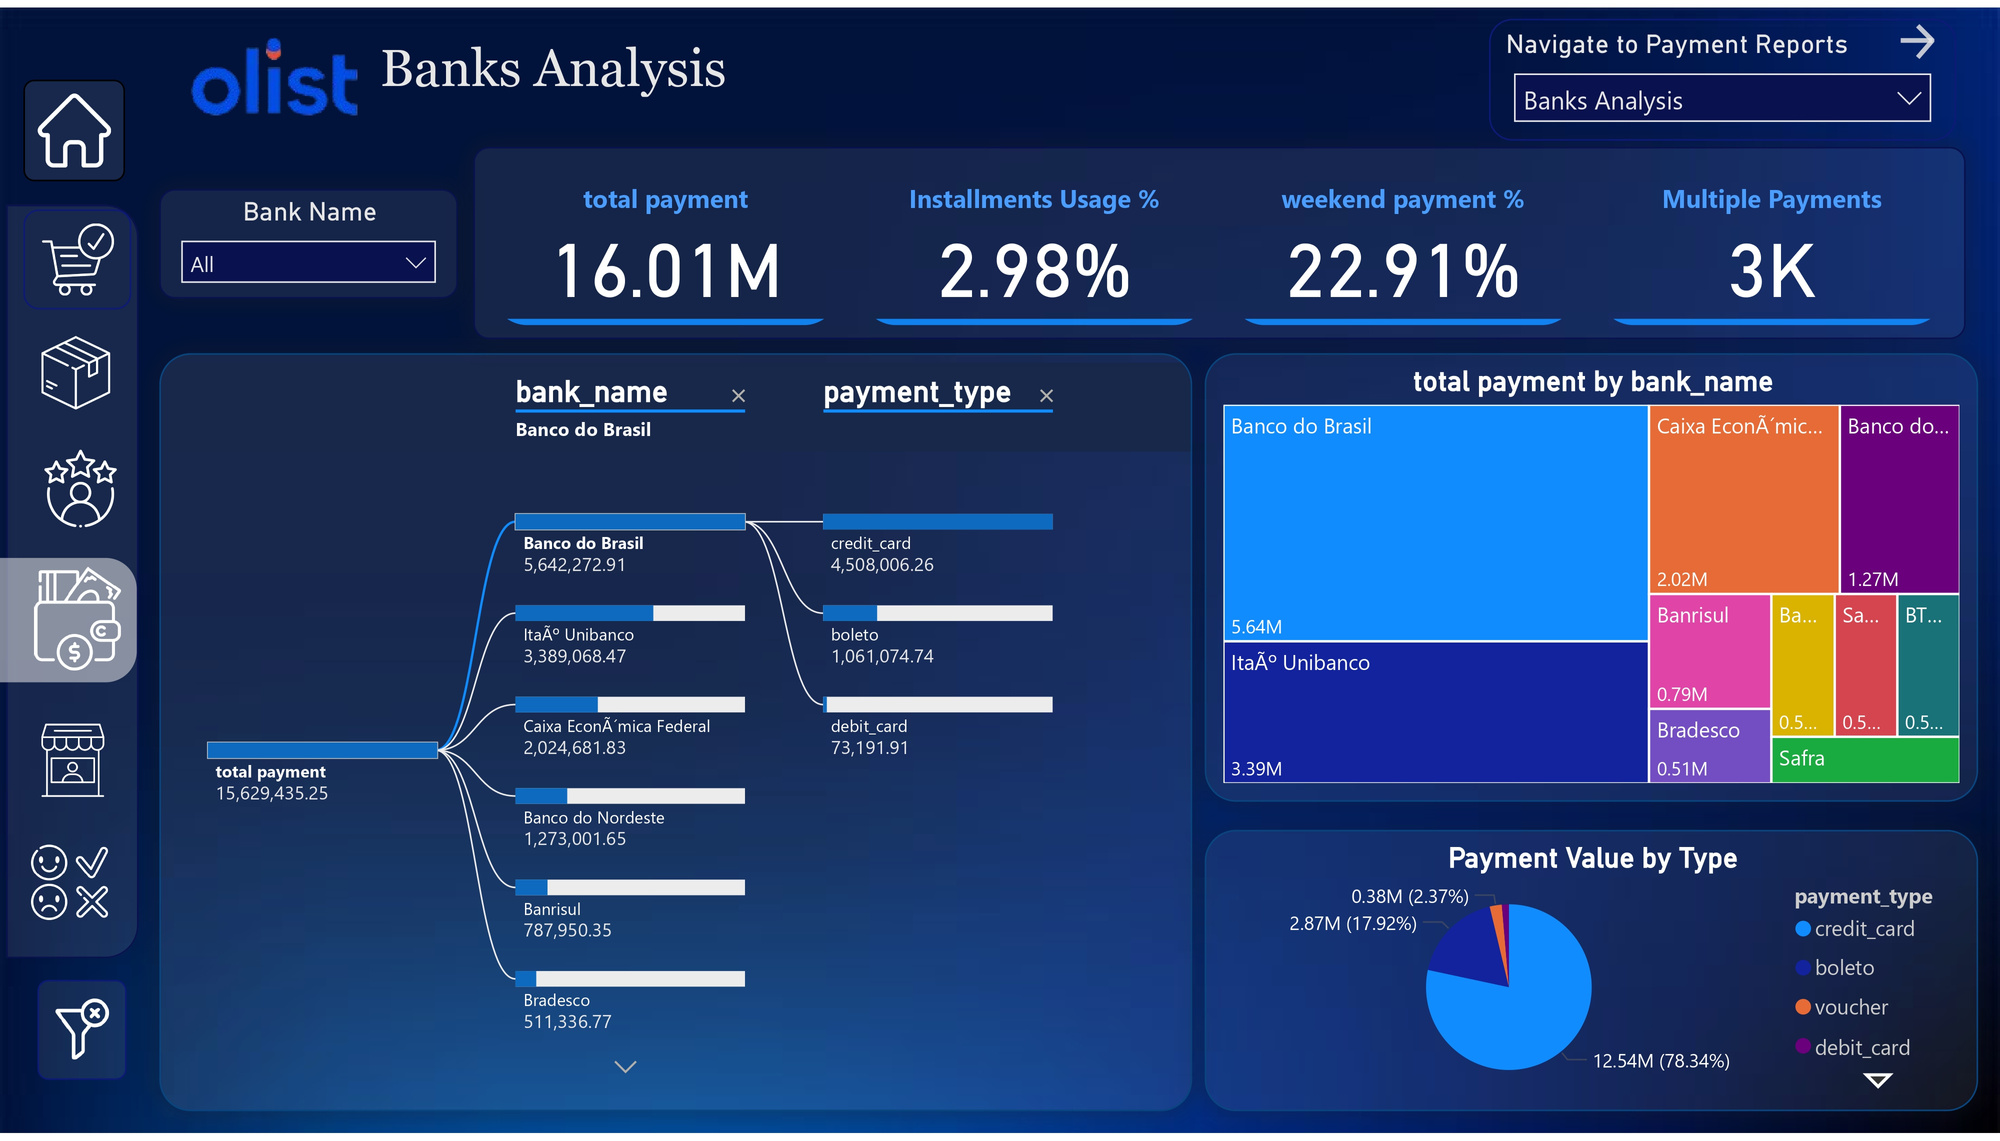 olist Banks Analysis
Navigate to Payment Reports
Banks Analysis
Bank Name
All
total payment
16.01M
Installments Usage %
2.98%
weekend payment %
22.91%
Multiple Payments
3K
bank_name
Banco do Brasil
payment_type
total payment
15,629,435.25
Banco do Brasil
5,642,272.91
ItaÃº Unibanco
3,389,068.47
Caixa EconÃ´mica Federal
2,024,681.83
Banco do Nordeste
1,273,001.65
Banrisul
787,950.35
Bradesco
511,336.77
credit_card
4,508,006.26
boleto
1,061,074.74
debit_card
73,191.91
total payment by bank_name
Banco do Brasil
5.64M
ItaÃº Unibanco
3.39M
Caixa EconÃ´mic...
2.02M
Banco do...
1.27M
Banrisul
0.79M
Bradesco
0.51M
Ba...
0.5...
Sa...
0.5...
BT...
0.5...
Safra
Payment Value by Type
0.38M (2.37%)
2.87M (17.92%)
12.54M (78.34%)
payment_type
credit_card
boleto
voucher
debit_card